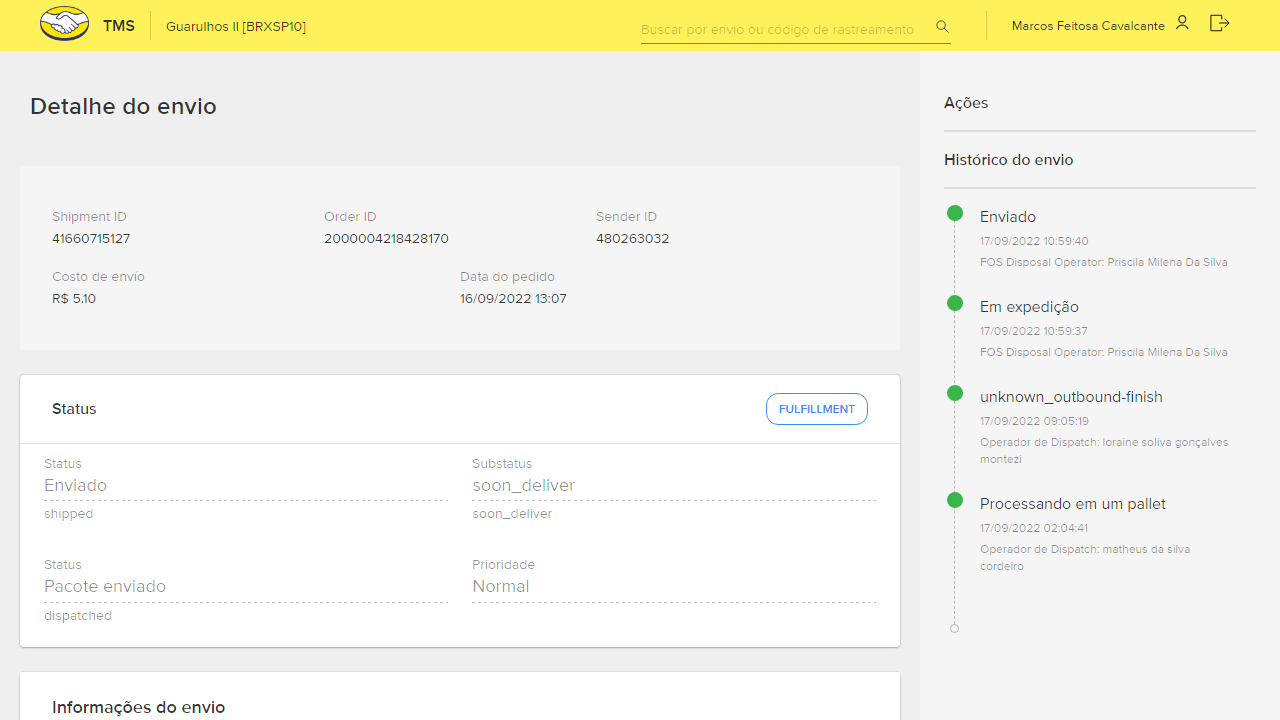 TMS
Guarulhos II [BRXSP10]
Buscar por envio ou código de rastreamento
Marcos Feitosa Cavalcante
Detalhe do envio
Shipment ID
41660715127
Order ID
2000004218428170
Sender ID
480263032
Costo de envío
R$ 5.10
Data do pedido
16/09/2022 13:07
Status
FULFILLMENT
Status
Enviado
shipped
Substatus
soon_deliver
soon_deliver
Status
Pacote enviado
dispatched
Prioridade
Normal
Informações do envio
Ações
Histórico do envio
Enviado
17/09/2022 10:59:40
FOS Disposal Operator: Priscila Milena Da Silva
Em expedição
17/09/2022 10:59:37
FOS Disposal Operator: Priscila Milena Da Silva
unknown_outbound-finish
17/09/2022 09:05:19
Operador de Dispatch: loraine soliva gonçalves
montezi
Processando em um pallet
17/09/2022 02:04:41
Operador de Dispatch: matheus da silva
cordeiro